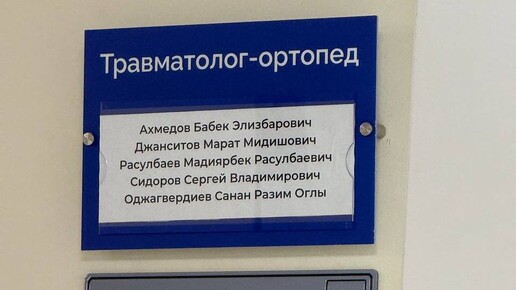 Травматолог-ортопед
Ахмедов Бабек Элизбарович
Джанситов Марат Мидишович
Расулбаев Мадиярбек Расулбаевич
Сидоров Сергей Владимирович
Оджагвердиев Санан Разим Оглы